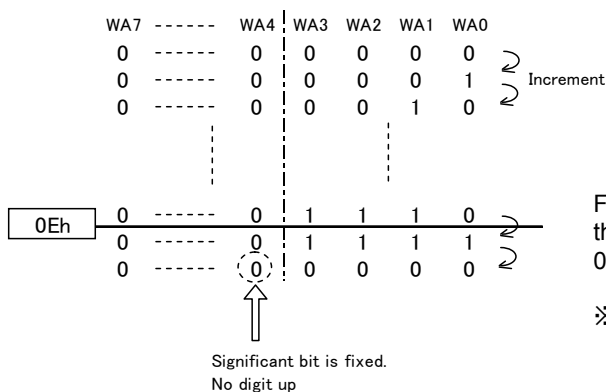 WA7 ------ WA4 WA3 WA2 WA1 WA0
0 ------ 0 0 0 0 0
0 ------ 0 0 0 0 1
Increment
0 ------ 0 0 0 1 0
0 ------ 0 1 1 1 0
0Eh
0 ------ 0 1 1 1 1
0 ------ 0 0 0 0 0
Significant bit is fixed.
No digit up
F
th
0
※